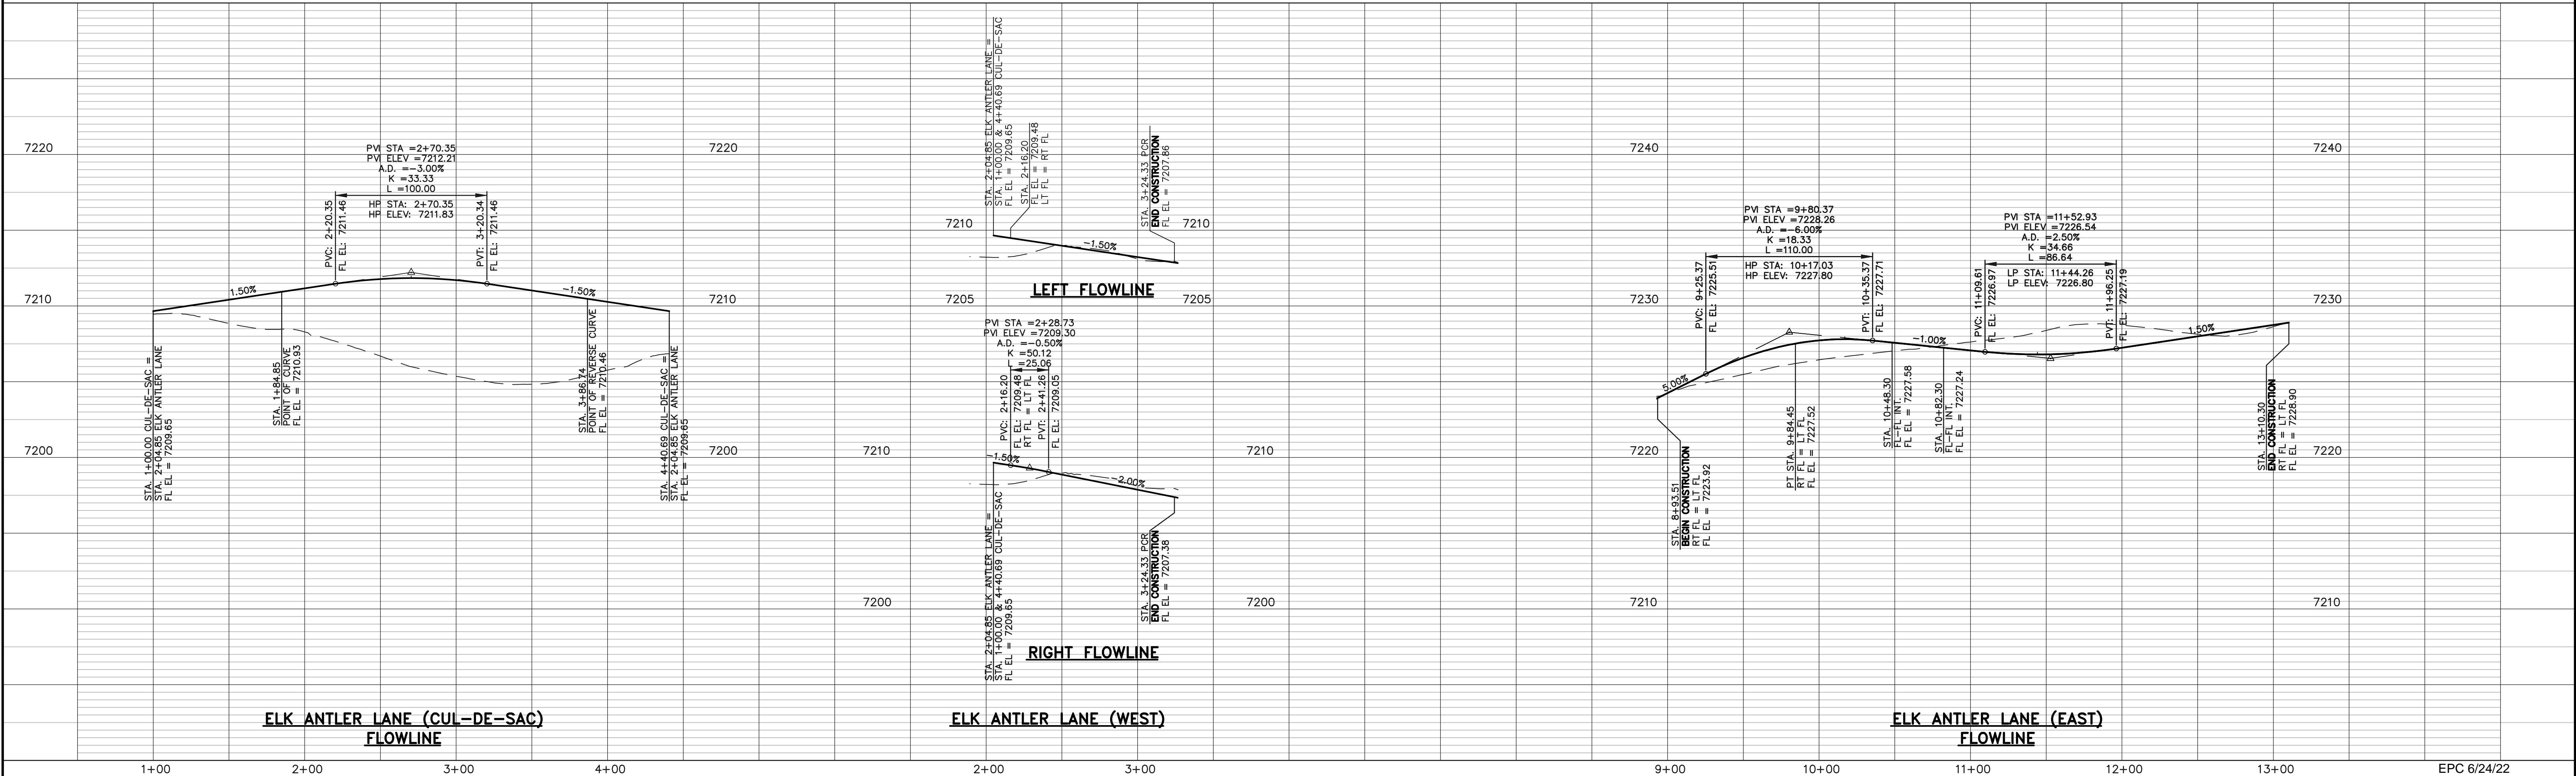 7220
7210
7200
PVI STA =2+70.35
PVI ELEV =7212.21
A.D. =-3.00%
K =33.33
L =100.00
HP STA: 2+70.35
HP ELEV: 7211.83
PVC: 2+20.35
FL EL: 7211.46
PVT: 3+20.34
FL EL: 7211.46
1.50%
-1.50%
STA. 1+00.00 CUL-DE-SAC =
STA. 2+04.85 ELK ANTLER LANE
FL EL = 7209.65
STA. 1+84.85
POINT OF CURVE
FL EL = 7210.93
STA. 3+86.74
POINT OF REVERSE CURVE
FL EL = 7210.46
STA. 4+40.69 CUL-DE-SAC =
STA. 2+04.85 ELK ANTLER LANE
FL EL = 7209.65
7220
7210
7200
ELK ANTLER LANE (CUL-DE-SAC)
FLOWLINE
1+00
2+00
3+00
4+00
STA. 2+04.85 ELK ANTLER LANE =
STA. 1+00.00 & 4+40.69 CUL-DE-SAC
FL EL = 7209.65
STA. 2+16.20
FL EL = 7209.48
LT FL = RT FL
STA. 3+24.33 PCR
END CONSTRUCTION
FL EL = 7207.86
7210
7210
-1.50%
7205
7205
LEFT FLOWLINE
PVI STA =2+28.73
PVI ELEV =7209.30
A.D. =-0.50%
K =50.12
L =25.06
PVC: 2+16.20
FL EL: 7209.48
RT FL = LT FL
PVT: 2+41.26
FL EL: 7209.05
7210
7210
-1.50%
-2.00%
STA. 2+04.85 ELK ANTLER LANE =
STA. 1+00.00 & 4+40.69 CUL-DE-SAC
FL EL = 7209.65
STA. 3+24.33 PCR
END CONSTRUCTION
FL EL = 7207.38
7200
7200
RIGHT FLOWLINE
ELK ANTLER LANE (WEST)
2+00
3+00
7240
7230
7220
7210
PVI STA =9+80.37
PVI ELEV =7228.26
A.D. =-6.00%
K =18.33
L =110.00
HP STA: 10+17.03
HP ELEV: 7227.80
PVC: 9+25.37
FL EL: 7225.51
PVT: 10+35.37
FL EL: 7227.71
PVI STA =11+52.93
PVI ELEV =7226.54
A.D. =2.50%
K =34.66
L =86.64
LP STA: 11+44.26
LP ELEV: 7226.80
PVC: 11+09.61
FL EL: 7226.97
PVT: 11+96.25
FL EL: 7227.19
5.00%
-1.00%
1.50%
STA. 8+93.51
BEGIN CONSTRUCTION
RT FL = LT FL
FL EL = 7223.92
PT STA. 9+84.45
RT FL = LT FL
FL EL = 7227.52
STA. 10+48.30
FL-FL INT.
FL EL = 7227.58
STA. 10+82.30
FL-FL INT.
FL EL = 7227.24
STA. 13+10.30
END CONSTRUCTION
RT FL = LT FL
FL EL = 7228.90
7240
7230
7220
7210
ELK ANTLER LANE (EAST)
FLOWLINE
9+00
10+00
11+00
12+00
13+00
EPC 6/24/22